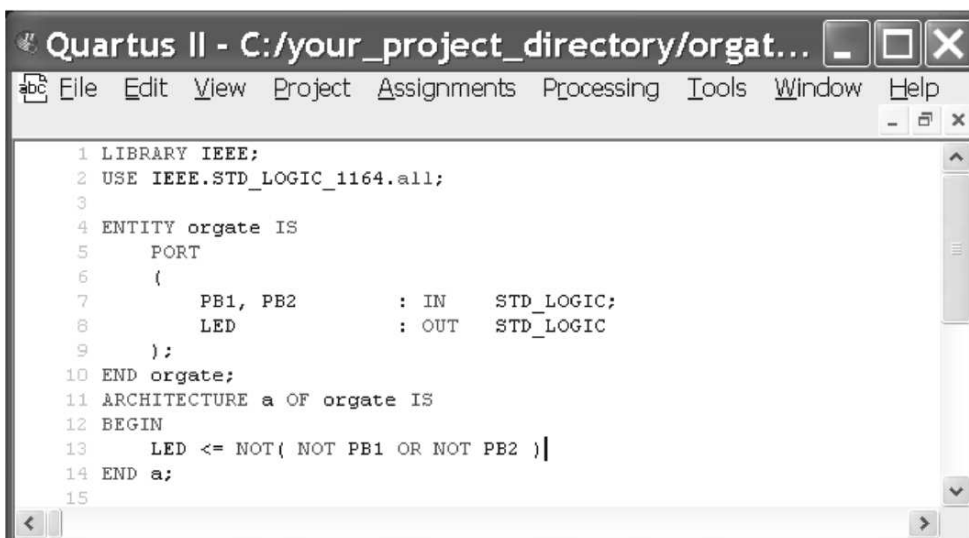 Quartus II - C:/your_project_directory/orgat...
abc File Edit View Project Assignments Processing Tools Window Help
1 LIBRARY IEEE;
2 USE IEEE.STD_LOGIC_1164.all;
3
4 ENTITY orgate IS
5 PORT
6 (
7 PB1, PB2 : IN STD_LOGIC;
8 LED : OUT STD_LOGIC
9 );
10 END orgate;
11 ARCHITECTURE a OF orgate IS
12 BEGIN
13 LED <= NOT( NOT PB1 OR NOT PB2 )
14 END a;
15